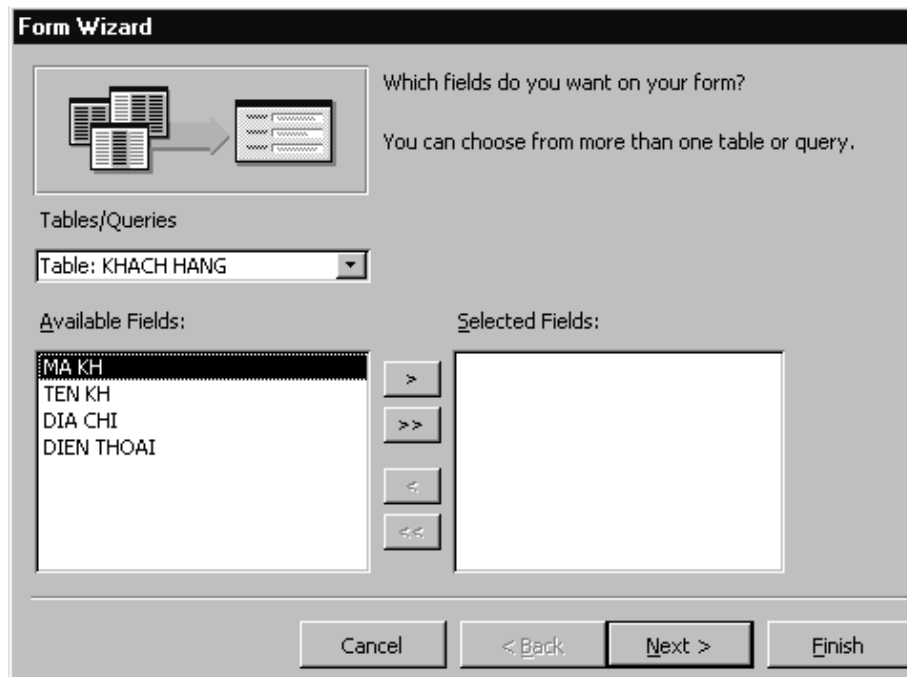 Form Wizard
Which fields do you want on your form?
You can choose from more than one table or query.
Tables/Queries
Table: KHACH HANG
Available Fields:
Selected Fields:
MA KH
TEN KH
DIA CHI
DIEN THOAI
>
>>
<
<<
Cancel
< Back
Next >
Finish